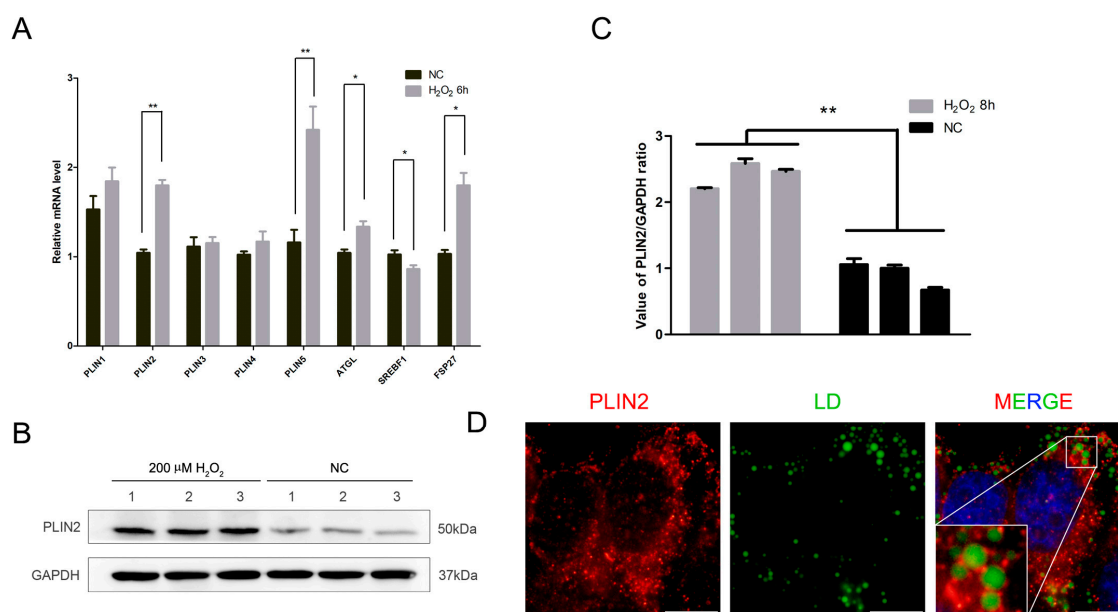 A
Relative mRNA level
3
2
1
0
**
**
*
*
*
NC
H₂O₂ 6h
PLIN1
PLIN2
PLIN3
PLIN4
PLIN5
ATGL
SREBF1
FSP27
C
Value of PLIN2/GAPDH ratio
3
2
1
0
**
H₂O₂ 8h
NC
B
200 μM H₂O₂ NC
1 2 3 1 2 3
PLIN2 50kDa
GAPDH 37kDa
D
PLIN2 LD MERGE